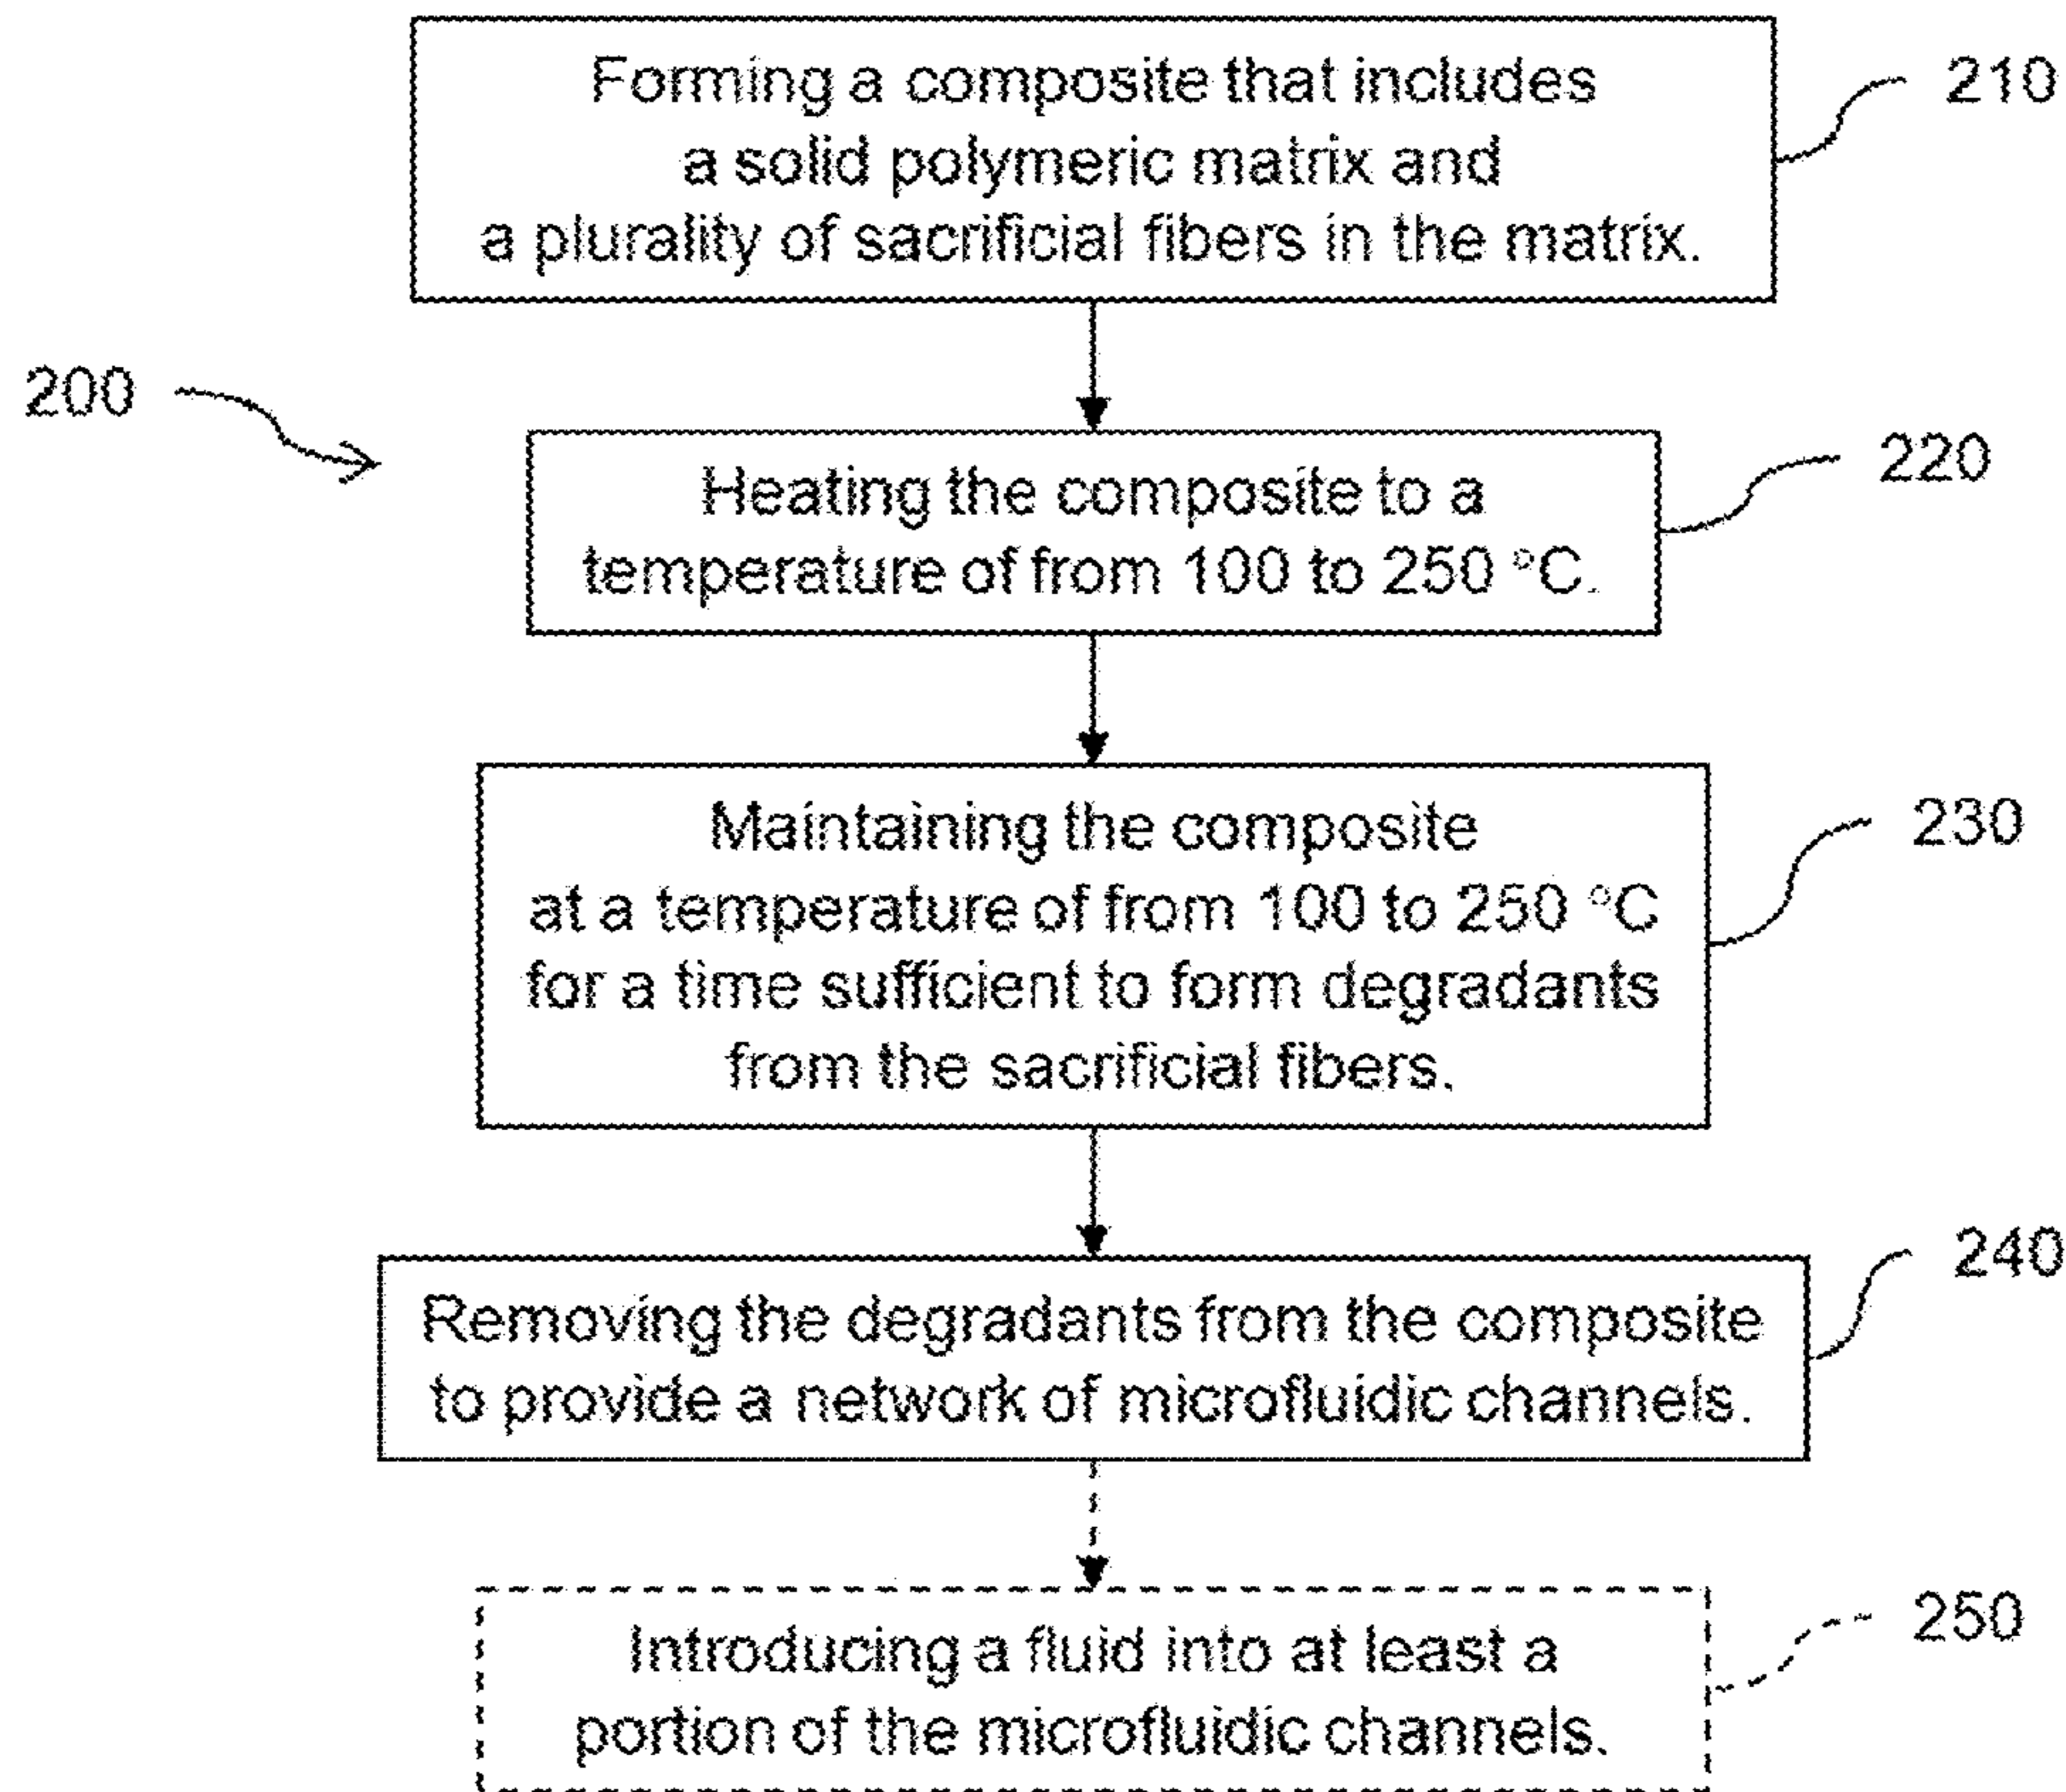 Forming a composite that includes
a solid polymeric matrix and
a plurality of sacrificial fibers in the matrix.
210
200
Heating the composite to a
temperature of from 100 to 250 °C.
220
Maintaining the composite
at a temperature of from 100 to 250 °C
for a time sufficient to form degradants
from the sacrificial fibers.
230
Removing the degradants from the composite
to provide a network of microfluidic channels.
240
Introducing a fluid into at least a
portion of the microfluidic channels.
250